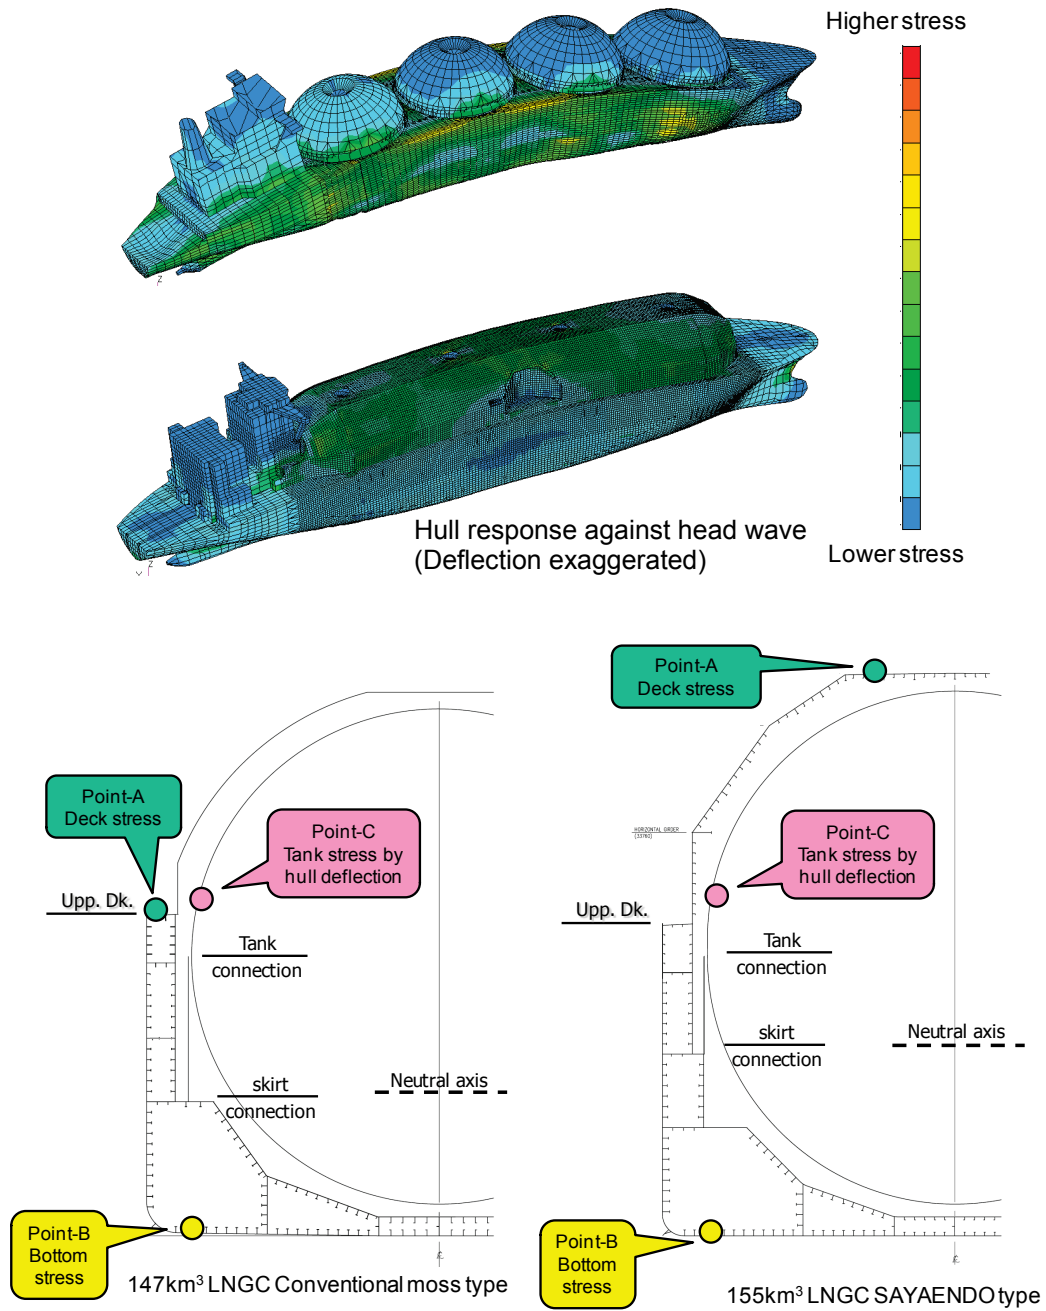 Higher stress
Z
Hull response against head wave
(Deflection exaggerated)
Lower stress
Z
Point-A
Deck stress
Point-A
Deck stress
Point-C
Tank stress by
hull deflection
HORIZONTAL GIRDER
Point-C
Tank stress by
hull deflection
Upp. Dk.
Upp. Dk.
Tank
connection
Tank
connection
skirt
connection
Neutral axis
skirt
connection
Neutral axis
Point-B
Bottom
stress
Point-B
Bottom
stress
147km³ LNGC Conventional moss type
155km³ LNGC SAYAENDO type